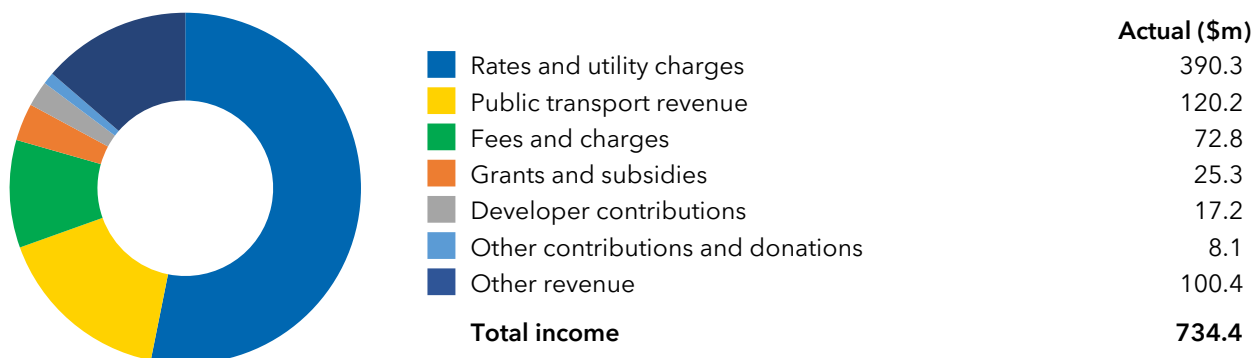 Actual ($m)
Rates and utility charges 390.3
Public transport revenue 120.2
Fees and charges 72.8
Grants and subsidies 25.3
Developer contributions 17.2
Other contributions and donations 8.1
Other revenue 100.4
Total income 734.4